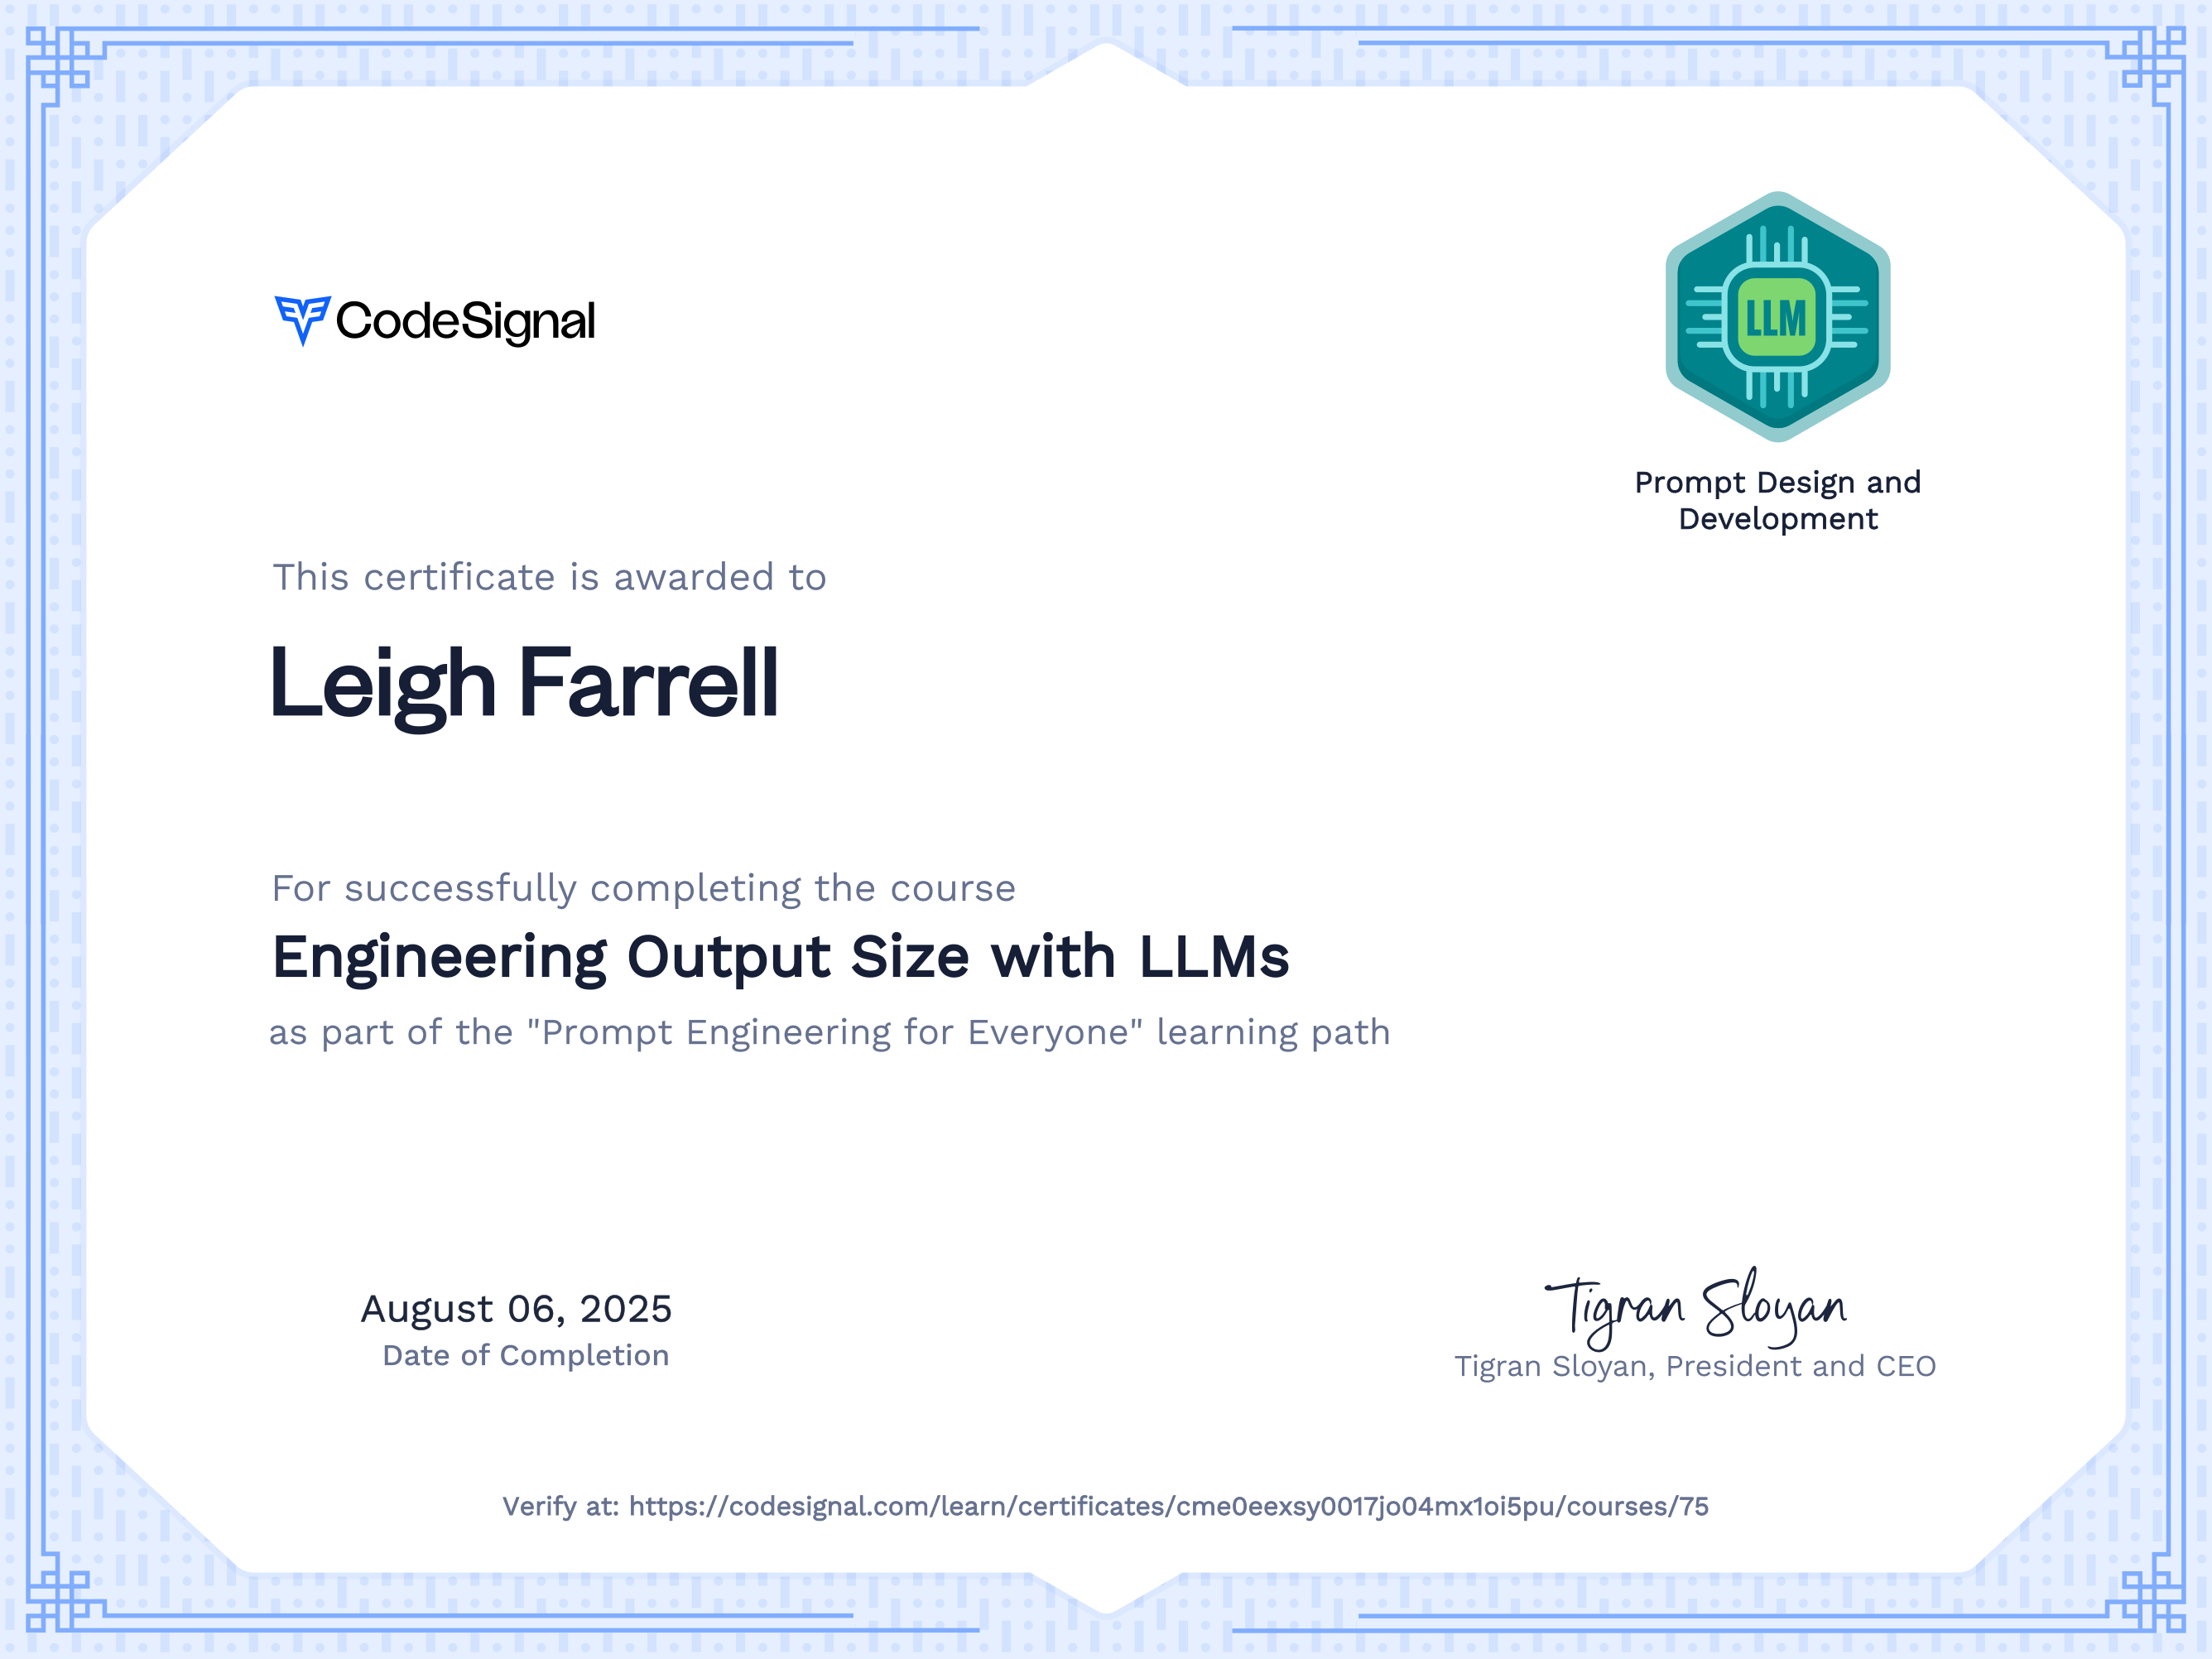 CodeSignal
LLM
Prompt Design and
Development
This certificate is awarded to
Leigh Farrell
For successfully completing the course
Engineering Output Size with LLMs
as part of the "Prompt Engineering for Everyone" learning path
August 06, 2025
Date of Completion
Tigran Sloyan
Tigran Sloyan, President and CEO
Verify at: https://codesignal.com/learn/certificates/cme0eexsy0017jo04mx1oi5pu/courses/75